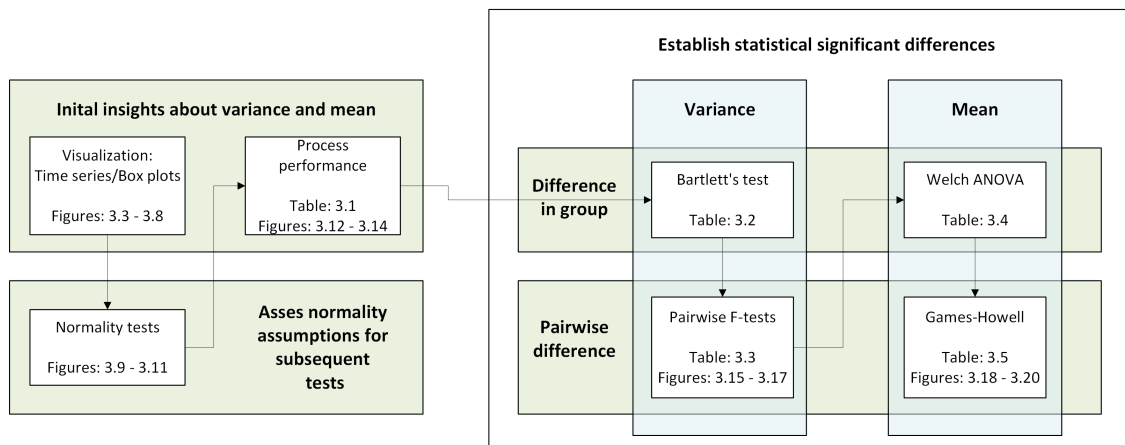 Establish statistical significant differences
Inital insights about variance and mean
Visualization:
Time series/Box plots
Figures: 3.3 - 3.8
Process
performance
Table: 3.1
Figures: 3.12 - 3.14
Asses normality
assumptions for
subsequent
tests
Normality tests
Figures: 3.9 - 3.11
Variance
Mean
Difference
in group
Bartlett's test
Table: 3.2
Welch ANOVA
Table: 3.4
Pairwise
difference
Pairwise F-tests
Table: 3.3
Figures: 3.15 - 3.17
Games-Howell
Table: 3.5
Figures: 3.18 - 3.20